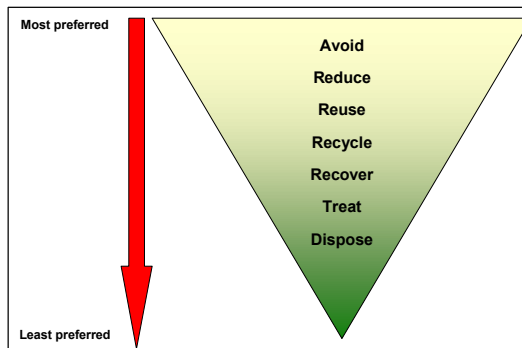 Most preferred
Avoid
Reduce
Reuse
Recycle
Recover
Treat
Dispose
Least preferred